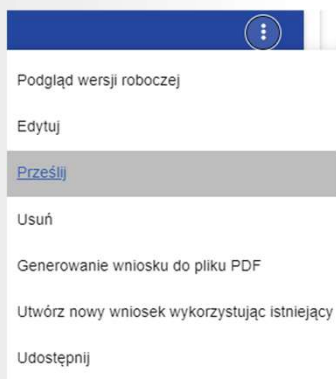 Podgląd wersji roboczej
Edytuj
Prześlij
Usuń
Generowanie wniosku do pliku PDF
Utwórz nowy wniosek wykorzystując istniejący
Udostępnij